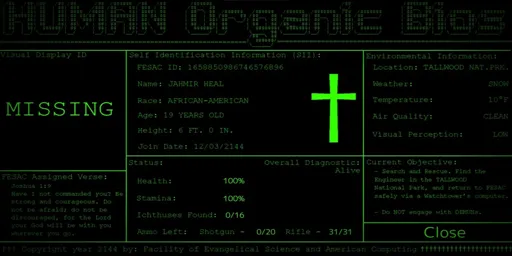 HUMAN Organic Bios
Visual Display ID
MISSING
FESAC Assigned Verse:
Joshua 1:9
Have I not commanded you? Be
strong and courageous. Do
not be afraid; do not be
discouraged, for the Lord
your God will be with you
wherever you go.
Self Identification Information (SII):
FESAC ID: 1658850986746576896
Name: JAHMIR HEAL
Race: AFRICAN-AMERICAN
Age: 19 YEARS OLD
Height: 6 FT. 0 IN.
Join Date: 12/03/2144
Status:
Overall Diagnostic:
Alive
Health: 100%
Stamina: 100%
Ichthuses Found: 0/16
Ammo Left: Shotgun - 0/20 Rifle - 31/31
Environmental Information:
Location: TALLWOOD NAT.PRK.
Weather: SNOW
Temperature: 10°F
Air Quality: CLEAN
Visual Perception: LOW
Current Objective:
- Search and Rescue. Find the
Engineer in the TALLWOOD
National Park, and return to FESAC
safely via a Watchtower's computer.
- Do NOT engage with
Close
Copyright year 2144 by: Facility of Evangelical Science and American Computing